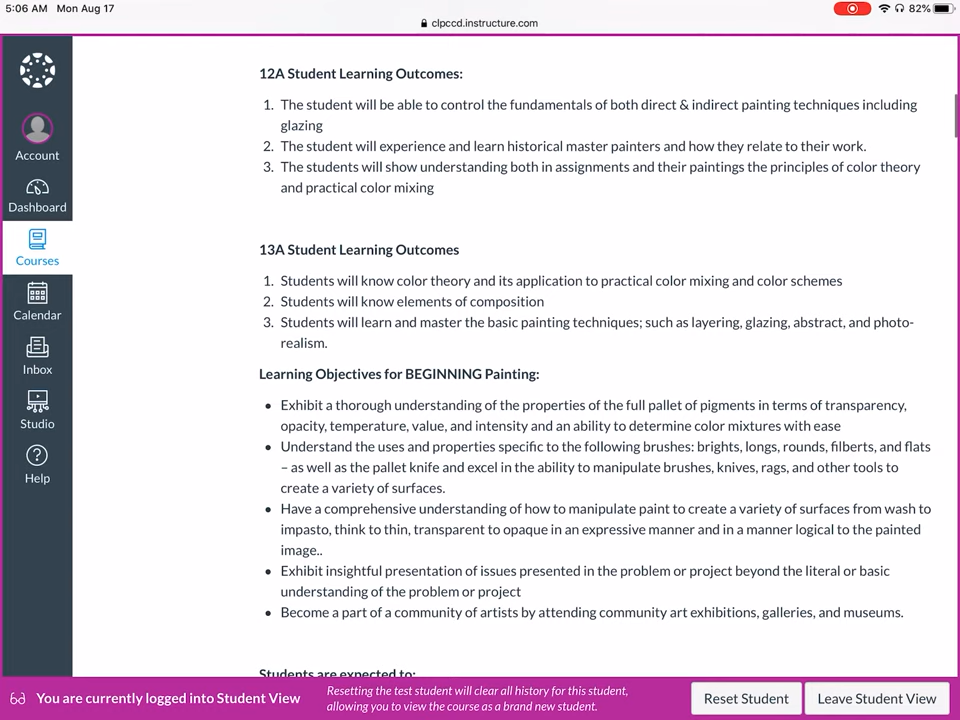 5:06 AM Mon Aug 17
82%
clpccd.instructure.com
Account
Dashboard
Courses
Calendar
Inbox
Studio
Help
12A Student Learning Outcomes:
1. The student will be able to control the fundamentals of both direct & indirect painting techniques including
glazing
2. The student will experience and learn historical master painters and how they relate to their work.
3. The students will show understanding both in assignments and their paintings the principles of color theory
and practical color mixing
13A Student Learning Outcomes
1. Students will know color theory and its application to practical color mixing and color schemes
2. Students will know elements of composition
3. Students will learn and master the basic painting techniques; such as layering, glazing, abstract, and photo-
realism.
Learning Objectives for BEGINNING Painting:
• Exhibit a thorough understanding of the properties of the full pallet of pigments in terms of transparency,
opacity, temperature, value, and intensity and an ability to determine color mixtures with ease
• Understand the uses and properties specific to the following brushes: brights, longs, rounds, filberts, and flats
– as well as the pallet knife and excel in the ability to manipulate brushes, knives, rags, and other tools to
create a variety of surfaces.
• Have a comprehensive understanding of how to manipulate paint to create a variety of surfaces from wash to
impasto, think to thin, transparent to opaque in an expressive manner and in a manner logical to the painted
image..
• Exhibit insightful presentation of issues presented in the problem or project beyond the literal or basic
understanding of the problem or project
• Become a part of a community of artists by attending community art exhibitions, galleries, and museums.
Students are expected to:
You are currently logged into Student View
Resetting the test student will clear all history for this student,
allowing you to view the course as a brand new student.
Reset Student
Leave Student View